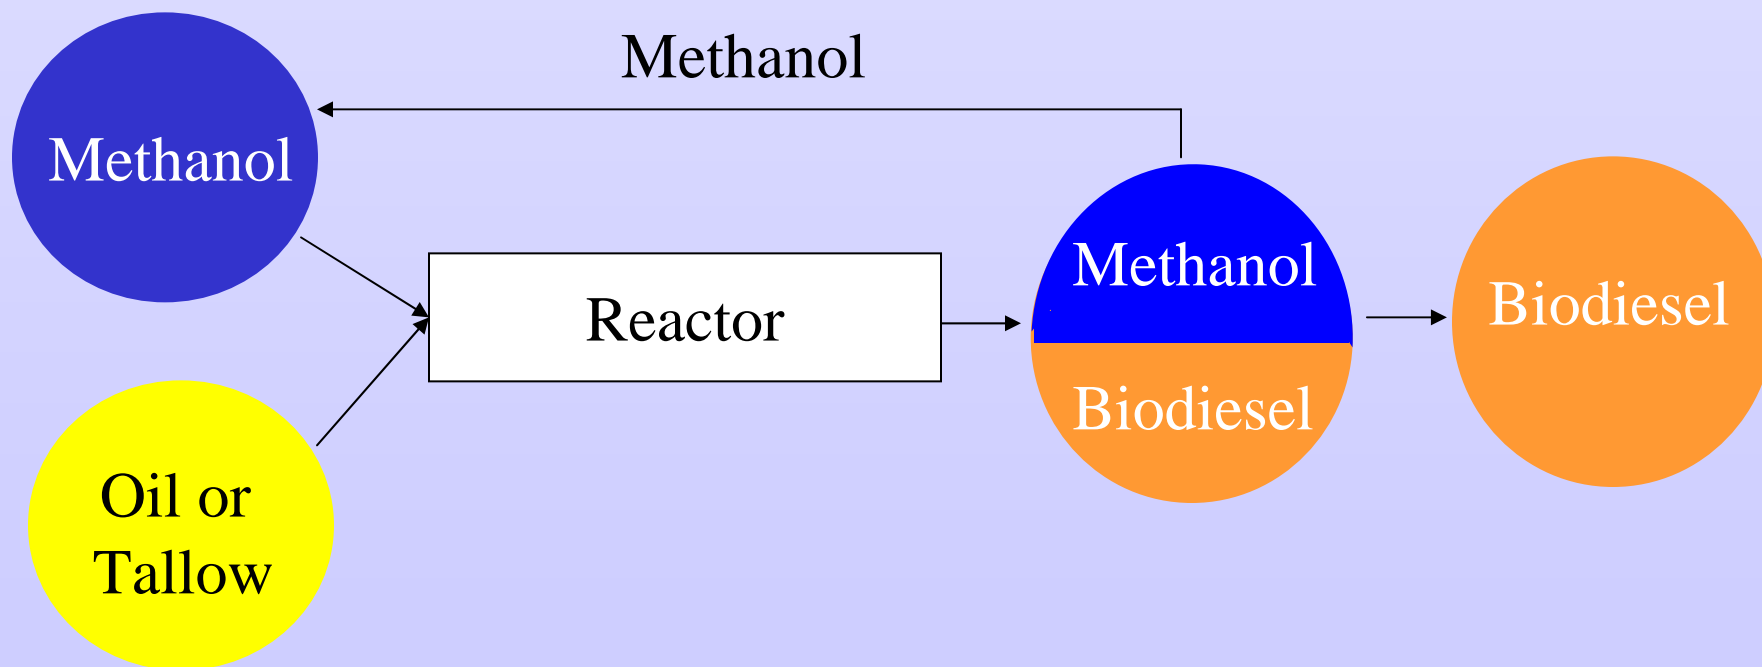 Methanol
Methanol
Reactor
Methanol
Biodiesel
Biodiesel
Oil or
Tallow